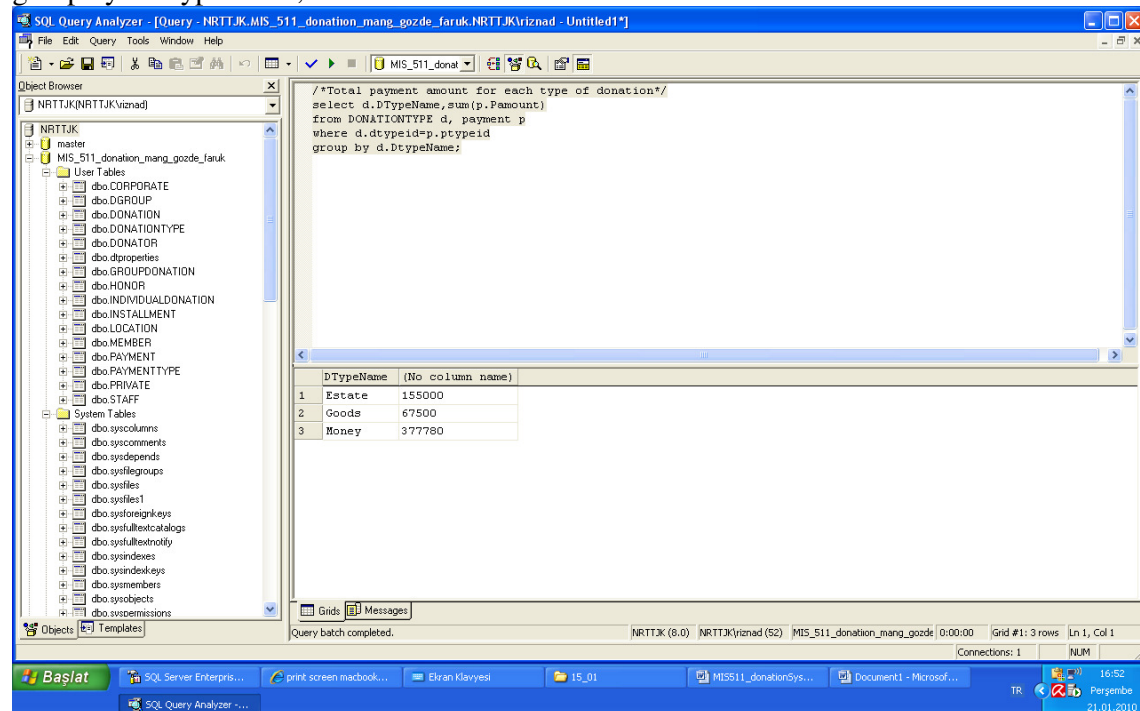 SQL Query Analyzer - [Query - NRTTJK.MIS_511_donatiion_mang_gozde_faruk.NRTTJK\riznad - Untitled1*]
File Edit Query Tools Window Help
MIS_511_donat
Object Browser
NRTTJK(NRTTJK\riznad)
NRTTJK
master
MIS_511_donatiion_mang_gozde_faruk
User Tables
dbo.CORPORATE
dbo.DGROUP
dbo.DONATION
dbo.DONATIONTYPE
dbo.DONATOR
dbo.dtproperties
dbo.GROUPDONATION
dbo.HONOR
dbo.INDIVIDUALDONATION
dbo.INSTALLMENT
dbo.LOCATION
dbo.MEMBER
dbo.PAYMENT
dbo.PAYMENTTYPE
dbo.PRIVATE
dbo.STAFF
System Tables
dbo.syscolumns
dbo.syscomments
dbo.sysdepends
dbo.sysfilegroups
dbo.sysfiles
dbo.sysfiles1
dbo.sysforeignkeys
dbo.sysfulltextcatalogs
dbo.sysfulltextnotify
dbo.sysindexes
dbo.sysindexkeys
dbo.sysmembers
dbo.sysobjects
dbo.syspermissions
Objects Templates
/*Total payment amount for each type of donation*/
select d.DTypeName,sum(p.Pamount)
from DONATIONTYPE d, payment p
where d.dtypeid=p.ptypeid
group by d.DtypeName;
DTypeName (No column name)
1 Estate 155000
2 Goods 67500
3 Money 377780
Grids Messages
Query batch completed. NRTTJK (8.0) NRTTJK\riznad (52) MIS_511_donatiion_mang_gozde 0:00:00 Grid #1: 3 rows Ln 1, Col 1
Connections: 1 NUM
Başlat SQL Server Enterpris... print screen macbook... Ekran Klavyesi 15_01 MIS511_donationSys... Document1 - Microsof... 16:52
TR Perşembe
SQL Query Analyzer -... 21.01.2010